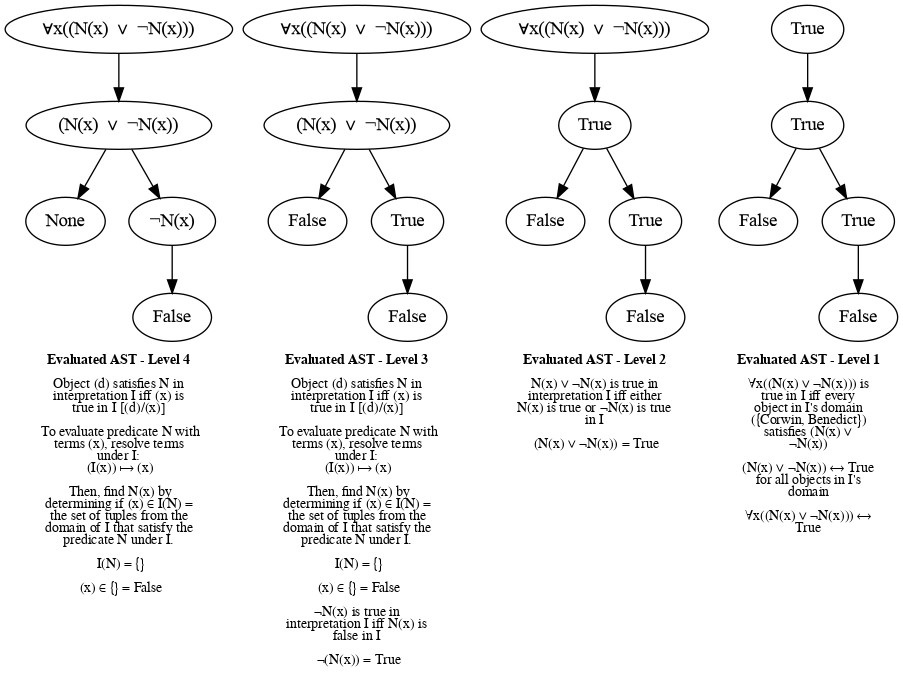 ∀x((N(x) ∨ ¬N(x)))
(N(x) ∨ ¬N(x))
None
¬N(x)
False
Evaluated AST - Level 4
Object (d) satisfies N in
interpretation I iff (x) is
true in I [(d)/(x)]
To evaluate predicate N with
terms (x), resolve terms
under I:
(I(x)) ↦ (x)
Then, find N(x) by
determining if (x) ∈ I(N) =
the set of tuples from the
domain of I that satisfy the
predicate N under I.
I(N) = {}
(x) ∈ {} = False
∀x((N(x) ∨ ¬N(x)))
(N(x) ∨ ¬N(x))
False
True
False
Evaluated AST - Level 3
Object (d) satisfies N in
interpretation I iff (x) is
true in I [(d)/(x)]
To evaluate predicate N with
terms (x), resolve terms
under I:
(I(x)) ↦ (x)
Then, find N(x) by
determining if (x) ∈ I(N) =
the set of tuples from the
domain of I that satisfy the
predicate N under I.
I(N) = {}
(x) ∈ {} = False
¬N(x) is true in
interpretation I iff N(x) is
false in I
¬(N(x)) = True
∀x((N(x) ∨ ¬N(x)))
True
False
True
False
Evaluated AST - Level 2
N(x) ∨ ¬N(x) is true in
interpretation I iff either
N(x) is true or ¬N(x) is true
in I
(N(x) ∨ ¬N(x)) = True
True
True
False
True
False
Evaluated AST - Level 1
∀x((N(x) ∨ ¬N(x))) is
true in I iff every
object in I's domain
({Corwin, Benedict})
satisfies (N(x) ∨
¬N(x))
(N(x) ∨ ¬N(x)) ↔ True
for all objects in I's
domain
∀x((N(x) ∨ ¬N(x))) ↔
True